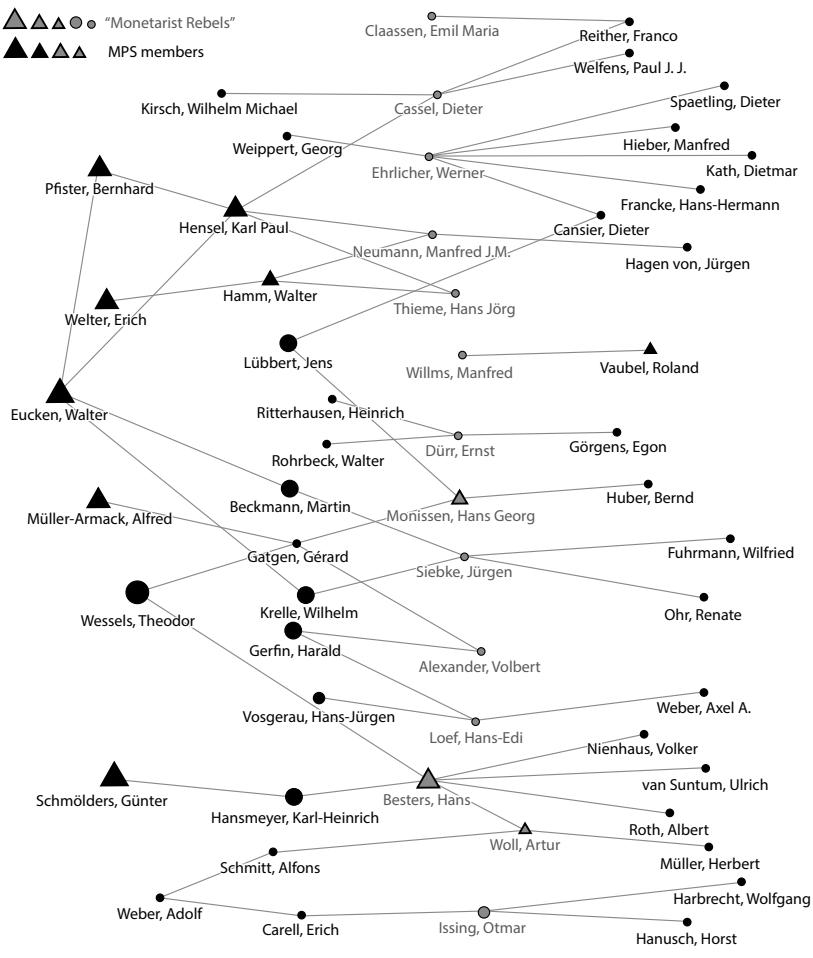 "Monetarist Rebels"
MPS members
Claassen, Emil Maria
Reither, Franco
Welfens, Paul J. J.
Kirsch, Wilhelm Michael
Cassel, Dieter
Spaetling, Dieter
Weippert, Georg
Hieber, Manfred
Ehrlicher, Werner
Kath, Dietmar
Pfister, Bernhard
Francke, Hans-Hermann
Hensel, Karl Paul
Cansier, Dieter
Neumann, Manfred J.M.
Hagen von, Jürgen
Hamm, Walter
Thieme, Hans Jörg
Welter, Erich
Lübbert, Jens
Willms, Manfred
Vaubel, Roland
Eucken, Walter
Ritterhausen, Heinrich
Dürr, Ernst
Görgens, Egon
Rohrbeck, Walter
Huber, Bernd
Beckmann, Martin
Monissen, Hans Georg
Müller-Armack, Alfred
Gatgen, Gérard
Fuhrmann, Wilfried
Siebke, Jürgen
Wessels, Theodor
Krelle, Wilhelm
Ohr, Renate
Gerfin, Harald
Alexander, Volbert
Vosgerau, Hans-Jürgen
Weber, Axel A.
Loef, Hans-Edi
Nienhaus, Volker
Schmölders, Günter
van Suntum, Ulrich
Besters, Hans
Hansmeyer, Karl-Heinrich
Roth, Albert
Woll, Artur
Müller, Herbert
Schmitt, Alfons
Harbrecht, Wolfgang
Weber, Adolf
Carell, Erich
Issing, Otmar
Hanusch, Horst